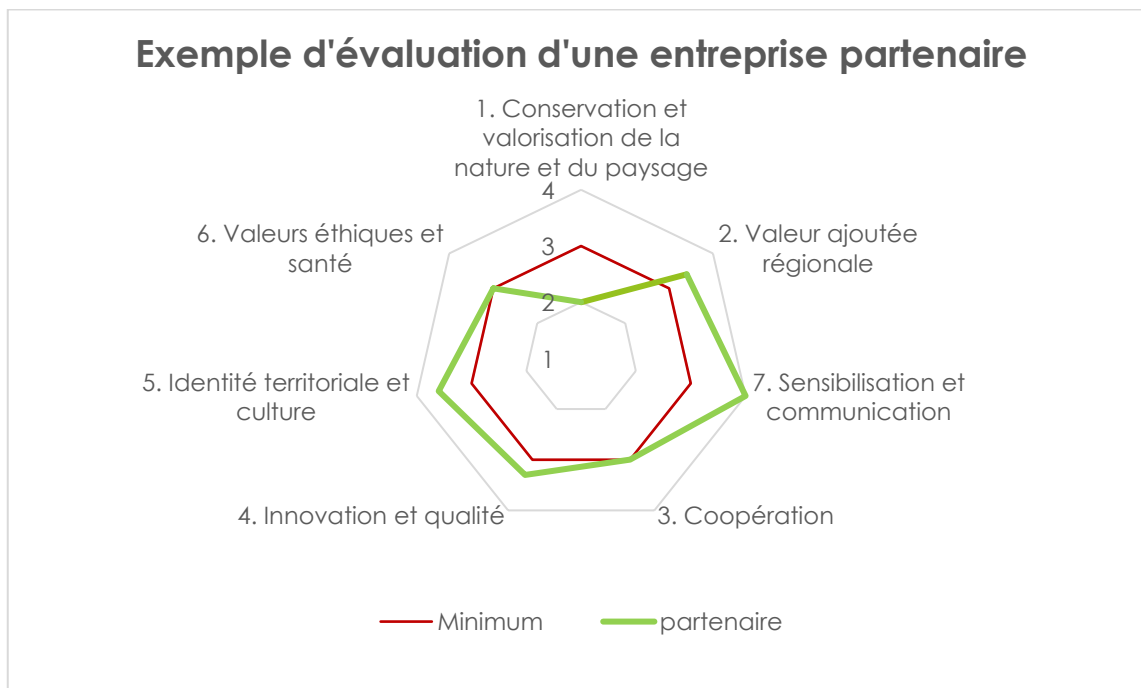 Exemple d'évaluation d'une entreprise partenaire
1. Conservation et
valorisation de la
nature et du paysage
4
3
2
1
2. Valeur ajoutée
régionale
7. Sensibilisation et
communication
3. Coopération
4. Innovation et qualité
5. Identité territoriale et
culture
6. Valeurs éthiques et
santé
Minimum
partenaire